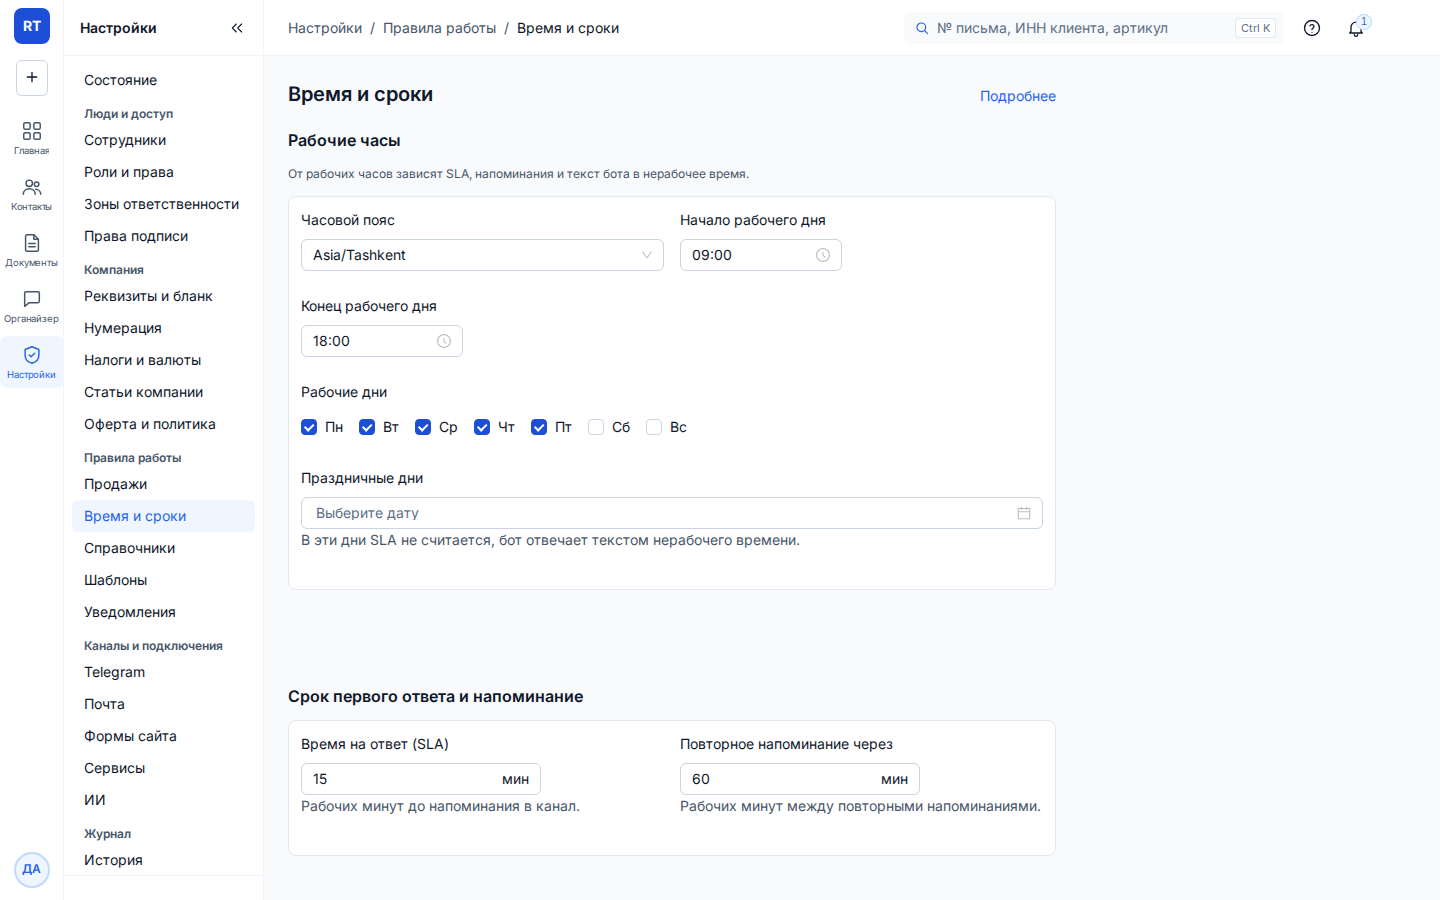 RT
Настройки
Настройки / Правила работы / Время и сроки
№ письма, ИНН клиента, артикул
Ctrl K
1
Главная
Контакты
Документы
Органайзер
Настройки
ДА
Состояние
Люди и доступ
Сотрудники
Роли и права
Зоны ответственности
Права подписи
Компания
Реквизиты и бланк
Нумерация
Налоги и валюты
Статьи компании
Оферта и политика
Правила работы
Продажи
Время и сроки
Справочники
Шаблоны
Уведомления
Каналы и подключения
Telegram
Почта
Формы сайта
Сервисы
ИИ
Журнал
История
Время и сроки
Подробнее
Рабочие часы
От рабочих часов зависят SLA, напоминания и текст бота в нерабочее время.
Часовой пояс
Asia/Tashkent
Начало рабочего дня
09:00
Конец рабочего дня
18:00
Рабочие дни
Пн Вт Ср Чт Пт Сб Вс
Праздничные дни
Выберите дату
В эти дни SLA не считается, бот отвечает текстом нерабочего времени.
Срок первого ответа и напоминание
Время на ответ (SLA)
15 мин
Рабочих минут до напоминания в канал.
Повторное напоминание через
60 мин
Рабочих минут между повторными напоминаниями.